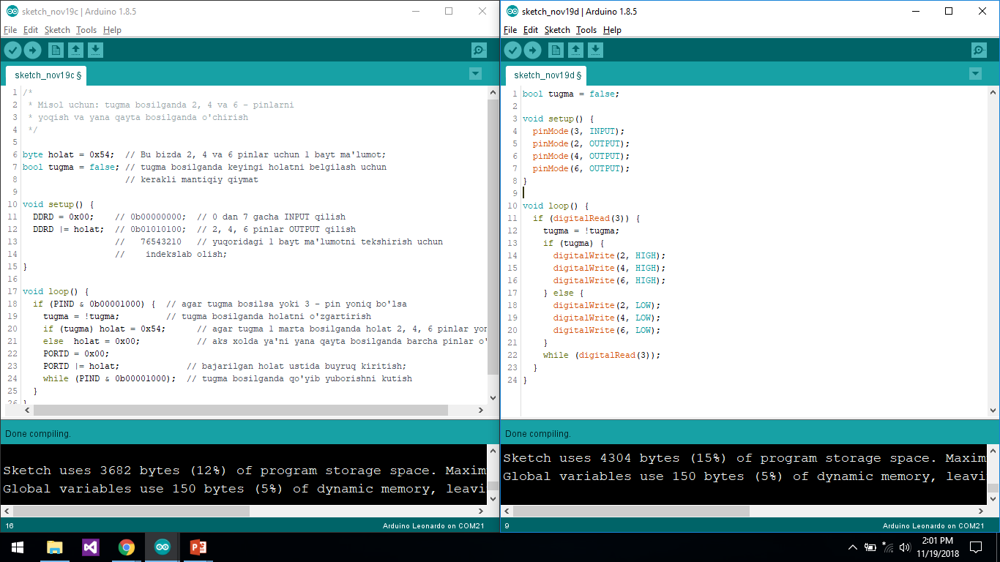 sketch_nov19c | Arduino 1.8.5
File Edit Sketch Tools Help
sketch_nov19c §
1 /*
2  * Misol uchun: tugma bosilganda 2, 4 va 6 - pinlarni
3  * yoqish va yana qayta bosilganda o'chirish
4  */
5
6 byte holat = 0x54;  // Bu bizda 2, 4 va 6 pinlar uchun 1 bayt ma'lumot;
7 bool tugma = false; // tugma bosilganda keyingi holatni belgilash uchun
8                     // kerakli mantiqiy qiymat
9
10 void setup() {
11   DDRD = 0x00;    // 0b00000000;  // 0 dan 7 gacha INPUT qilish
12   DDRD |= holat;  // 0b01010100;  // 2, 4, 6 pinlar OUTPUT qilish
13                   //   76543210   // yuqoridagi 1 bayt ma'lumotni tekshirish uchun
14                   //    indekslab olish;
15 }
16
17 void loop() {
18   if (PIND & 0b00001000) {  // agar tugma bosilsa yoki 3 - pin yoniq bo'lsa
19     tugma = !tugma;         // tugma bosilganda holatni o'zgartirish
20     if (tugma) holat = 0x54;      // agar tugma 1 marta bosilganda holat 2, 4, 6 pinlar yon
21     else  holat = 0x00;           // aks xolda ya'ni yana qayta bosilganda barcha pinlar o'
22     PORTD = 0x00;
23     PORTD |= holat;             // bajarilgan holat ustida buyruq kiritish;
24     while (PIND & 0b00001000);  // tugma bosilganda qo'yib yuborishni kutish
25   }
26 }
Done compiling.
Sketch uses 3682 bytes (12%) of program storage space. Maxim
Global variables use 150 bytes (5%) of dynamic memory, leavi
16 Arduino Leonardo on COM21
sketch_nov19d | Arduino 1.8.5
File Edit Sketch Tools Help
sketch_nov19d §
1 bool tugma = false;
2
3 void setup() {
4   pinMode(3, INPUT);
5   pinMode(2, OUTPUT);
6   pinMode(4, OUTPUT);
7   pinMode(6, OUTPUT);
8 }
9
10 void loop() {
11   if (digitalRead(3)) {
12     tugma = !tugma;
13     if (tugma) {
14       digitalWrite(2, HIGH);
15       digitalWrite(4, HIGH);
16       digitalWrite(6, HIGH);
17     } else {
18       digitalWrite(2, LOW);
19       digitalWrite(4, LOW);
20       digitalWrite(6, LOW);
21     }
22     while (digitalRead(3));
23   }
24 }
Done compiling.
Sketch uses 4304 bytes (15%) of program storage space. Maxim
Global variables use 150 bytes (5%) of dynamic memory, leavi
9 Arduino Leonardo on COM21
2:01 PM
11/19/2018